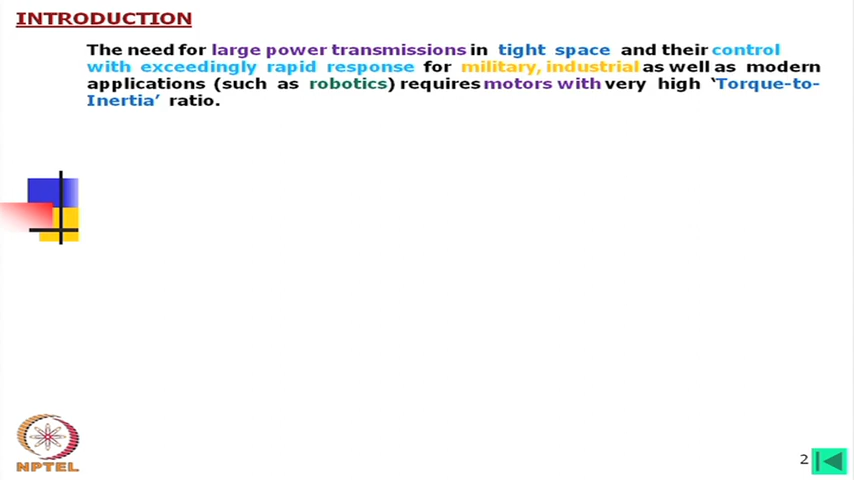 INTRODUCTION
The need for large power transmissions in tight space and their control
with exceedingly rapid response for military, industrial as well as modern
applications (such as robotics) requires motors with very high ‘Torque-to-
Inertia’ ratio.
NPTEL
2